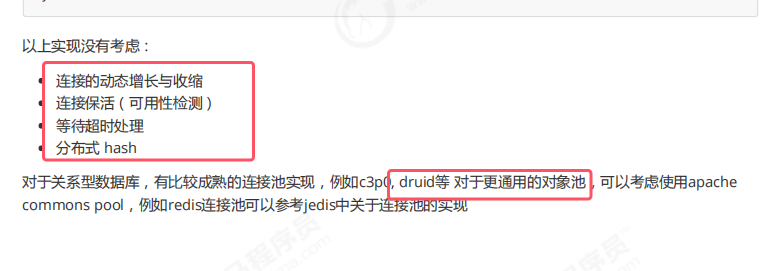 以上实现没有考虑：
连接的动态增长与收缩
连接保活（可用性检测）
等待超时处理
分布式 hash
对于关系型数据库，有比较成熟的连接池实现，例如c3p0, druid等 对于更通用的对象池，可以考虑使用apache
commons pool，例如redis连接池可以参考jedis中关于连接池的实现